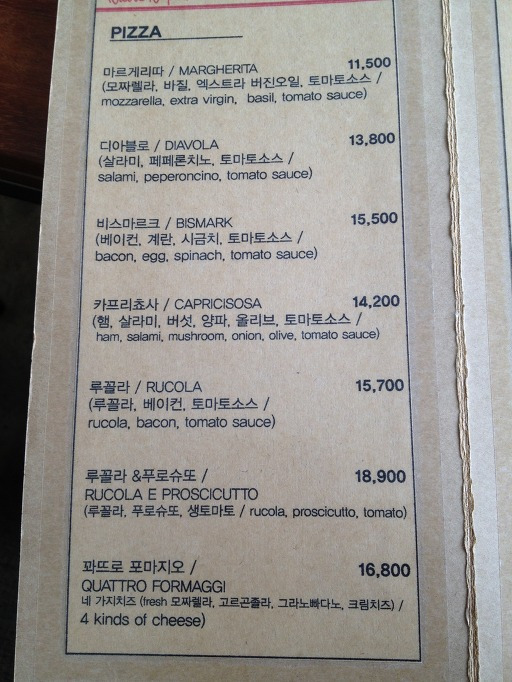 PIZZA
마르게리따 / MARGHERITA 11,500
(모짜렐라, 바질, 엑스트라 버진오일, 토마토소스 /
mozzarella, extra virgin, basil, tomato sauce)
디아블로 / DIAVOLA 13,800
(살라미, 페페론치노, 토마토소스 /
salami, peperoncino, tomato sauce)
비스마르크 / BISMARK 15,500
(베이컨, 계란, 시금치, 토마토소스 /
bacon, egg, spinach, tomato sauce)
카프리쵸사 / CAPRICISOSA 14,200
(햄, 살라미, 버섯, 양파, 올리브, 토마토소스 /
ham, salami, mushroom, onion, olive, tomato sauce)
루꼴라 / RUCOLA 15,700
(루꼴라, 베이컨, 토마토소스 /
rucola, bacon, tomato sauce)
루꼴라 &푸로슈또 / 18,900
RUCOLA E PROSCICUTTO
(루꼴라, 푸로슈또, 생토마토 / rucola, proscicutto, tomato)
꽈뜨로 포마지오 / 16,800
QUATTRO FORMAGGI
네 가지치즈 (fresh 모짜렐라, 고르곤졸라, 그라노빠다노, 크림치즈) /
4 kinds of cheese)